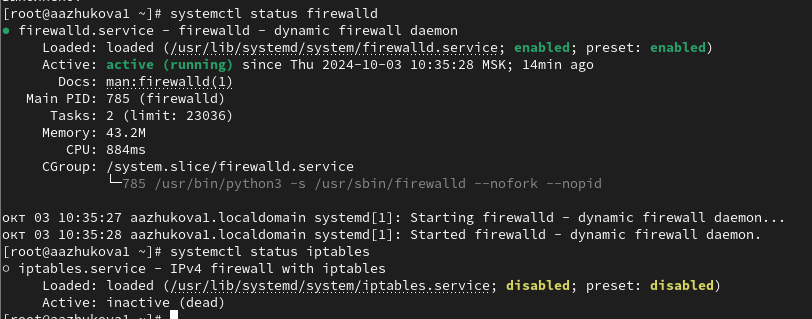 [root@aazhukova1 ~]# systemctl status firewalld
● firewalld.service - firewalld - dynamic firewall daemon
Loaded: loaded (/usr/lib/systemd/system/firewalld.service; enabled; preset: enabled)
Active: active (running) since Thu 2024-10-03 10:35:28 MSK; 14min ago
Docs: man:firewalld(1)
Main PID: 785 (firewalld)
Tasks: 2 (limit: 23036)
Memory: 43.2M
CPU: 884ms
CGroup: /system.slice/firewalld.service
└─785 /usr/bin/python3 -s /usr/sbin/firewalld --nofork --nopid
окт 03 10:35:27 aazhukova1.localdomain systemd[1]: Starting firewalld - dynamic firewall daemon...
окт 03 10:35:28 aazhukova1.localdomain systemd[1]: Started firewalld - dynamic firewall daemon.
[root@aazhukova1 ~]# systemctl status iptables
○ iptables.service - IPv4 firewall with iptables
Loaded: loaded (/usr/lib/systemd/system/iptables.service; disabled; preset: disabled)
Active: inactive (dead)
[root@aazhukova1 ~]#